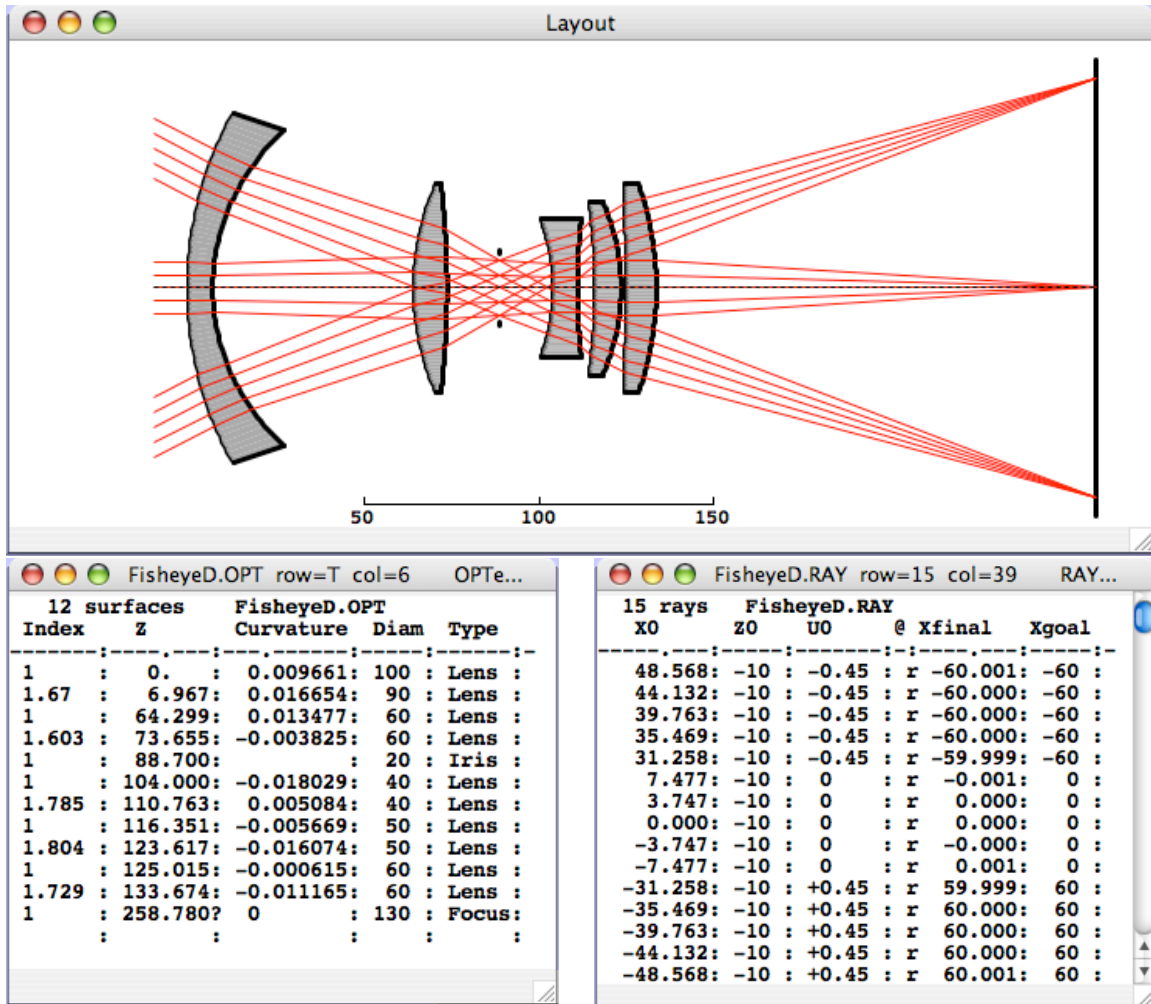 Layout
50 100 150
FisheyeD.OPT row=T col=6 OPTe...
12 surfaces FisheyeD.OPT
Index Z Curvature Diam Type
-------:----.---:---.------:-----:------:-
1 : 0. : 0.009661: 100 : Lens :
1.67 : 6.967: 0.016654: 90 : Lens :
1 : 64.299: 0.013477: 60 : Lens :
1.603 : 73.655: -0.003825: 60 : Lens :
1 : 88.700: : 20 : Iris :
1 : 104.000: -0.018029: 40 : Lens :
1.785 : 110.763: 0.005084: 40 : Lens :
1 : 116.351: -0.005669: 50 : Lens :
1.804 : 123.617: -0.016074: 50 : Lens :
1 : 125.015: -0.000615: 60 : Lens :
1.729 : 133.674: -0.011165: 60 : Lens :
1 : 258.780? 0 : 130 : Focus:
: : : : :
FisheyeD.RAY row=15 col=39 RAY...
15 rays FisheyeD.RAY
X0 Z0 U0 @ Xfinal Xgoal
-----.---:-----:-------:-:----.---:-----:--
48.568: -10 : -0.45 : r -60.001: -60 :
44.132: -10 : -0.45 : r -60.000: -60 :
39.763: -10 : -0.45 : r -60.000: -60 :
35.469: -10 : -0.45 : r -60.000: -60 :
31.258: -10 : -0.45 : r -59.999: -60 :
7.477: -10 : 0 : r -0.001: 0 :
3.747: -10 : 0 : r 0.000: 0 :
0.000: -10 : 0 : r 0.000: 0 :
-3.747: -10 : 0 : r -0.000: 0 :
-7.477: -10 : 0 : r 0.001: 0 :
-31.258: -10 : +0.45 : r 59.999: 60 :
-35.469: -10 : +0.45 : r 60.000: 60 :
-39.763: -10 : +0.45 : r 60.000: 60 :
-44.132: -10 : +0.45 : r 60.000: 60 :
-48.568: -10 : +0.45 : r 60.001: 60 :